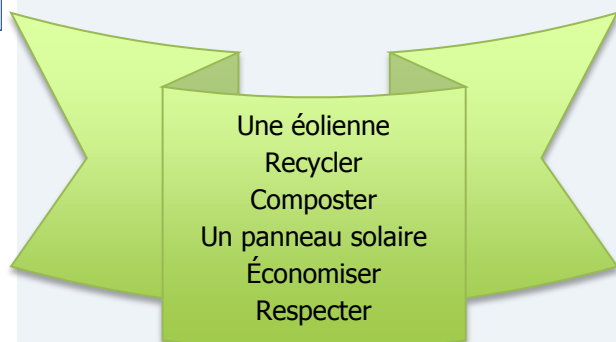 Une éolienne
Recycler
Composter
Un panneau solaire
Économiser
Respecter